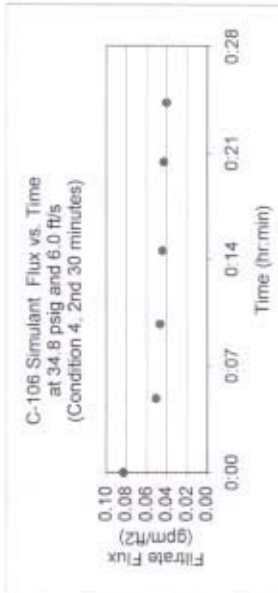 C-106 Simulant Flux vs. Time
at 34.8 psig and 6.0 ft/s
(Condition 4, 2nd 30 minutes)
Filtrate Flux
(gpm/ft2)
0.10
0.08
0.06
0.04
0.02
0.00
0:00
0:07
0:14
0:21
0:28
Time (hr:min)